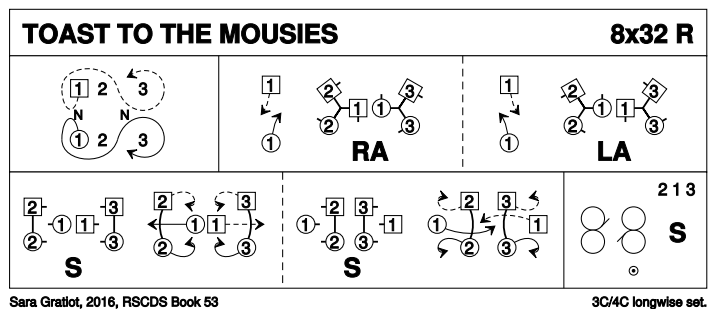 TOAST TO THE MOUSIES 8x32 R
1 2 3
N N
1 2 3
1 2 3 1 2 3
1 2 1 1 3 1 2 1 1 3
RA LA
2 1 3
2 3 2 3 2 3 2 3
1 1 1 1 1 1 1 1
2 3 2 3 2 3 2 3
S S S
Sara Gratiot, 2016, RSCDS Book 53 3C/4C longwise set.